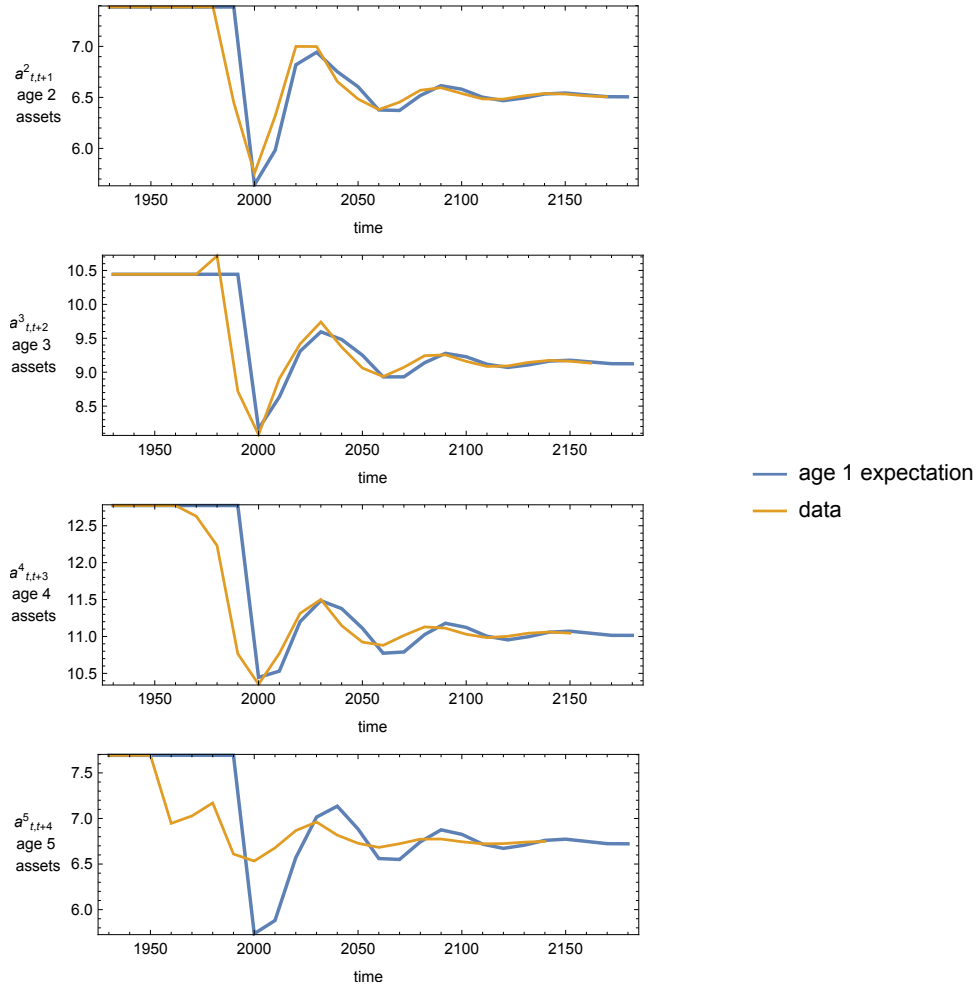 7.0
6.5
6.0
a²t,t+1
age 2
assets
1950 2000 2050 2100 2150
time
10.5
10.0
9.5
9.0
8.5
a³t,t+2
age 3
assets
1950 2000 2050 2100 2150
time
12.5
12.0
11.5
11.0
10.5
a⁴t,t+3
age 4
assets
1950 2000 2050 2100 2150
time
age 1 expectation
data
7.5
7.0
6.5
6.0
a⁵t,t+4
age 5
assets
1950 2000 2050 2100 2150
time